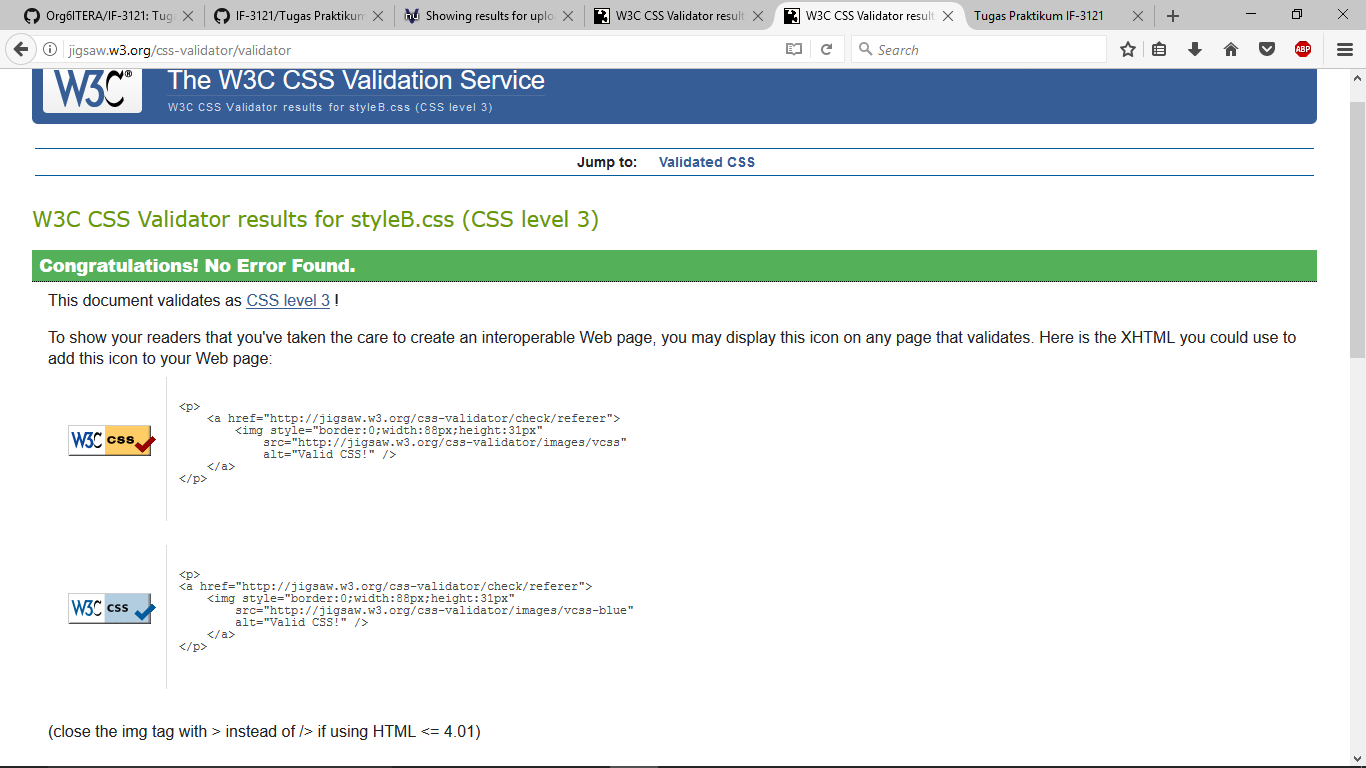 Org6ITERA/IF-3121: Tuga
IF-3121/Tugas Praktikum
Showing results for uplo
W3C CSS Validator result
W3C CSS Validator result
Tugas Praktikum IF-3121
jigsaw.w3.org/css-validator/validator
Search
ABP
W3C®
The W3C CSS Validation Service
W3C CSS Validator results for styleB.css (CSS level 3)
Jump to: Validated CSS
W3C CSS Validator results for styleB.css (CSS level 3)
Congratulations! No Error Found.
This document validates as CSS level 3 !
To show your readers that you've taken the care to create an interoperable Web page, you may display this icon on any page that validates. Here is the XHTML you could use to
add this icon to your Web page:
W3C CSS
<p>
    <a href="http://jigsaw.w3.org/css-validator/check/referer">
        <img style="border:0;width:88px;height:31px"
            src="http://jigsaw.w3.org/css-validator/images/vcss"
            alt="Valid CSS!" />
    </a>
</p>
W3C CSS
<p>
<a href="http://jigsaw.w3.org/css-validator/check/referer">
    <img style="border:0;width:88px;height:31px"
        src="http://jigsaw.w3.org/css-validator/images/vcss-blue"
        alt="Valid CSS!" />
    </a>
</p>
(close the img tag with > instead of /> if using HTML <= 4.01)